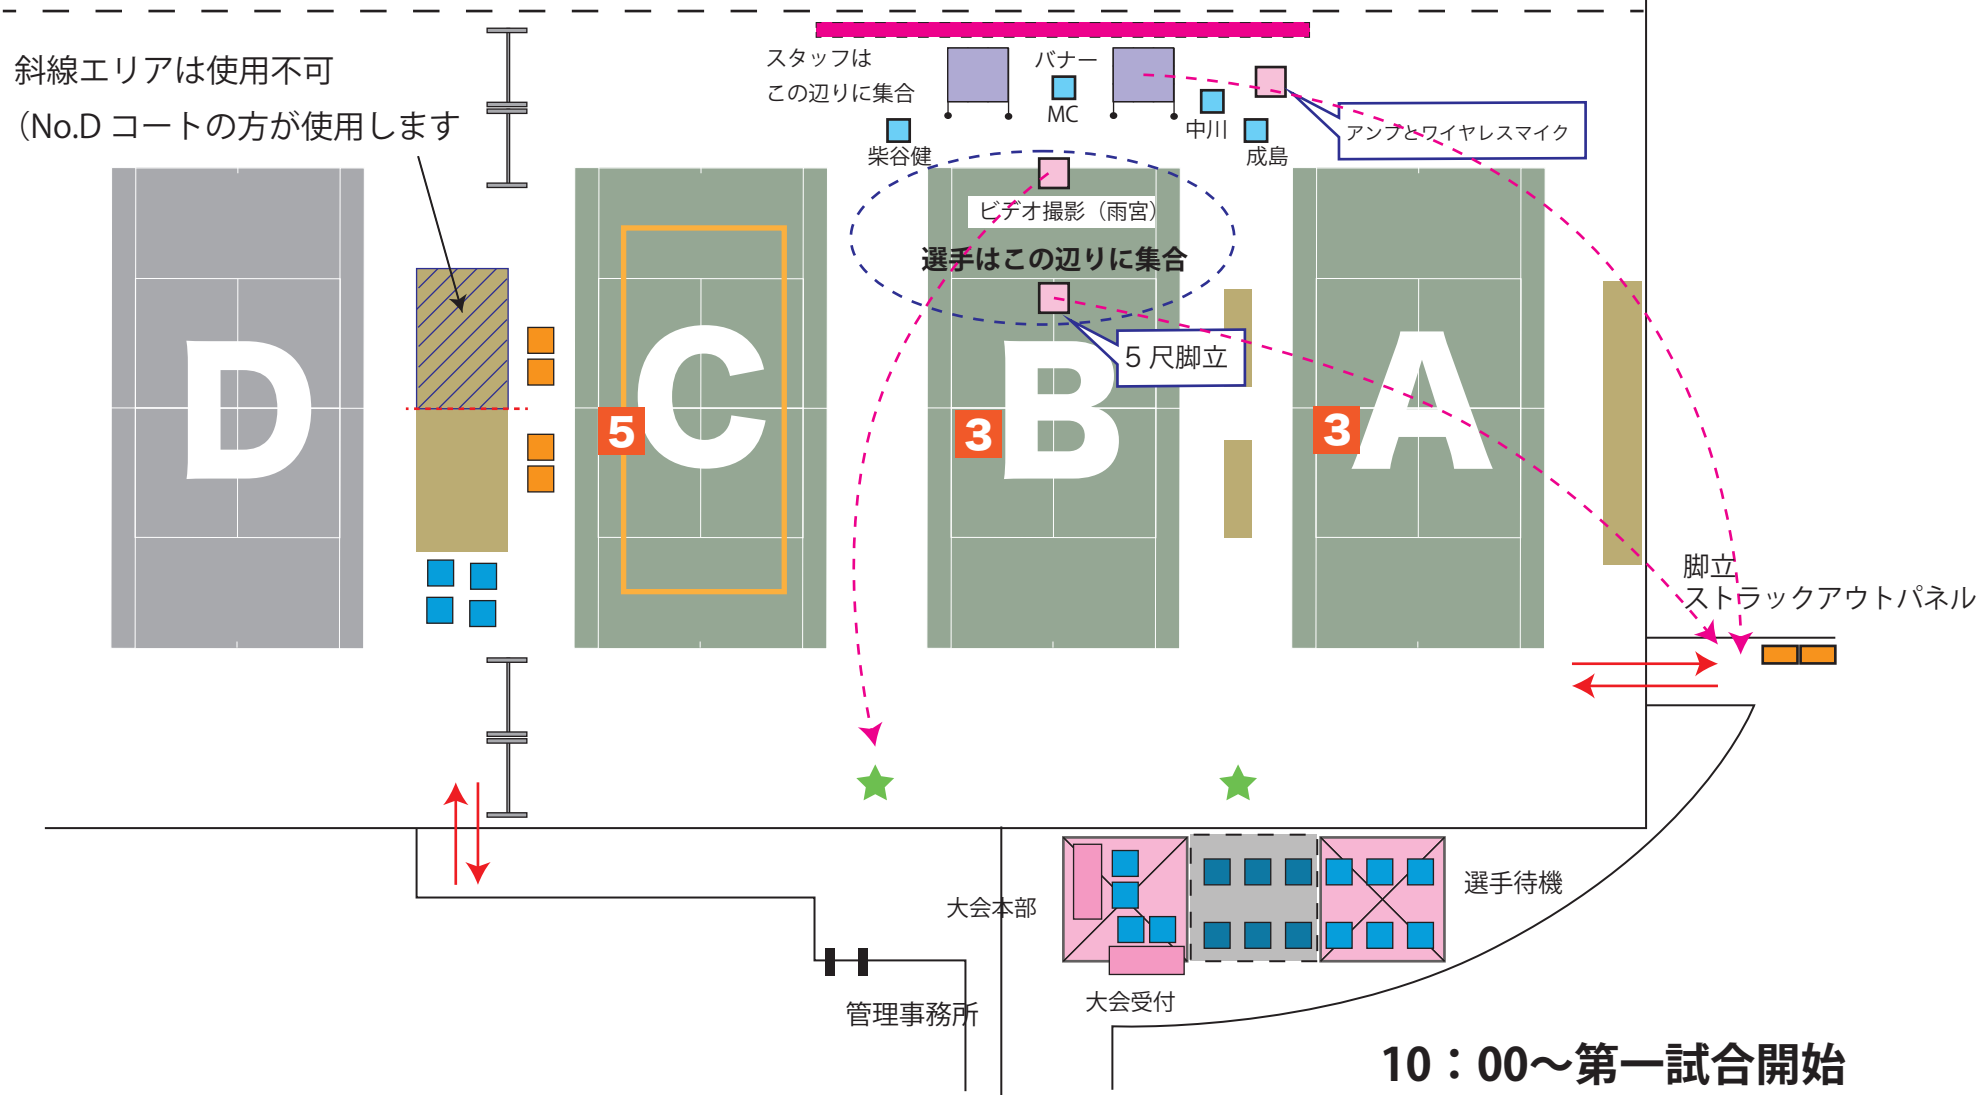 斜線エリアは使用不可
（No.D コートの方が使用します
スタッフは
この辺りに集合
バナー
MC
柴谷健
中川
成島
アンプとワイヤレスマイク
ビデオ撮影（雨宮）
選手はこの辺りに集合
5 尺脚立
D
C
B
A
5
3
3
脚立
ストラックアウトパネル
大会本部
選手待機
大会受付
管理事務所
10：00～第一試合開始